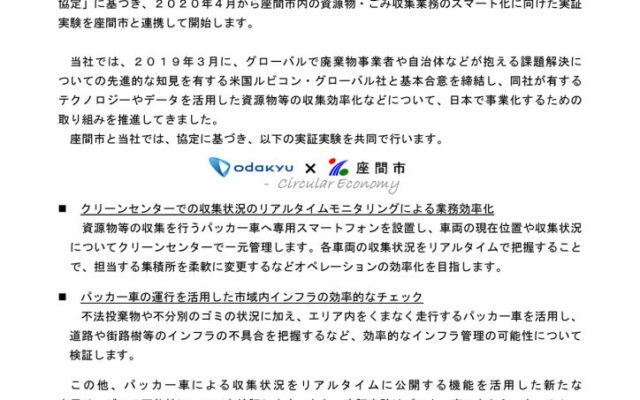 協定」に基づき、２０２０年４月から座間市内の資源物・ごみ収集業務のスマート化に向けた実証
実験を座間市と連携して開始します。
当社では、２０１９年３月に、グローバルで廃棄物事業者や自治体などが抱える課題解決に
ついての先進的な知見を有する米国ルビコン・グローバル社と基本合意を締結し、同社が有する
テクノロジーやデータを活用した資源物等の収集効率化などについて、日本で事業化するための
取り組みを推進してきました。
座間市と当社では、協定に基づき、以下の実証実験を共同で行います。
odakyu × 座間市
- Circular Economy
■ クリーンセンターでの収集状況のリアルタイムモニタリングによる業務効率化
資源物等の収集を行うパッカー車へ専用スマートフォンを設置し、車両の現在位置や収集状況
についてクリーンセンターで一元管理します。各車両の収集状況をリアルタイムで把握すること
で、担当する集積所を柔軟に変更するなどオペレーションの効率化を目指します。
■ パッカー車の運行を活用した市域内インフラの効率的なチェック
不法投棄物や不分別のゴミの状況に加え、エリア内をくまなく走行するパッカー車を活用し、
道路や街路樹等のインフラの不具合を把握するなど、効率的なインフラ管理の可能性について
検証します。
この他、パッカー車による収集状況をリアルタイムに公開する機能を活用した新たな